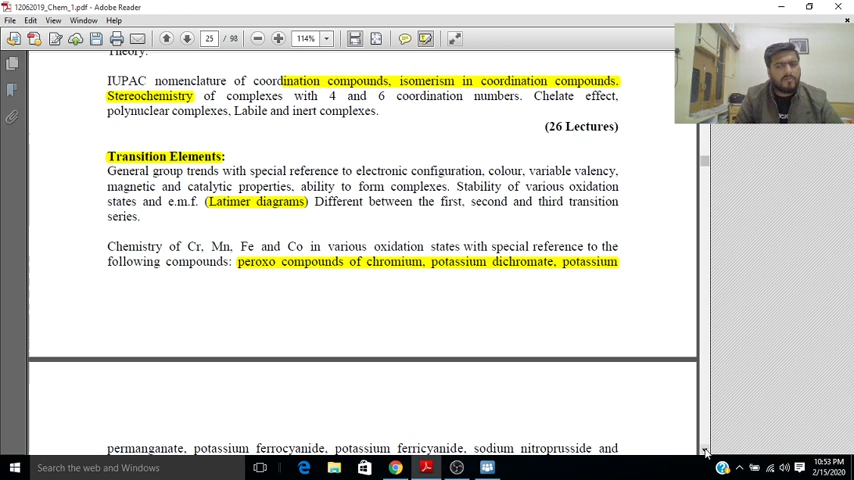 12062019_Chem_1.pdf - Adobe Reader
File Edit View Window Help
25 / 98 114%
Theory.
IUPAC nomenclature of coordination compounds, isomerism in coordination compounds.
Stereochemistry of complexes with 4 and 6 coordination numbers. Chelate effect,
polynuclear complexes, Labile and inert complexes.
(26 Lectures)
Transition Elements:
General group trends with special reference to electronic configuration, colour, variable valency,
magnetic and catalytic properties, ability to form complexes. Stability of various oxidation
states and e.m.f. (Latimer diagrams) Different between the first, second and third transition
series.
Chemistry of Cr, Mn, Fe and Co in various oxidation states with special reference to the
following compounds: peroxo compounds of chromium, potassium dichromate, potassium
permanganate, potassium ferrocyanide, potassium ferricyanide, sodium nitroprusside and
Search the web and Windows
10:53 PM
2/15/2020